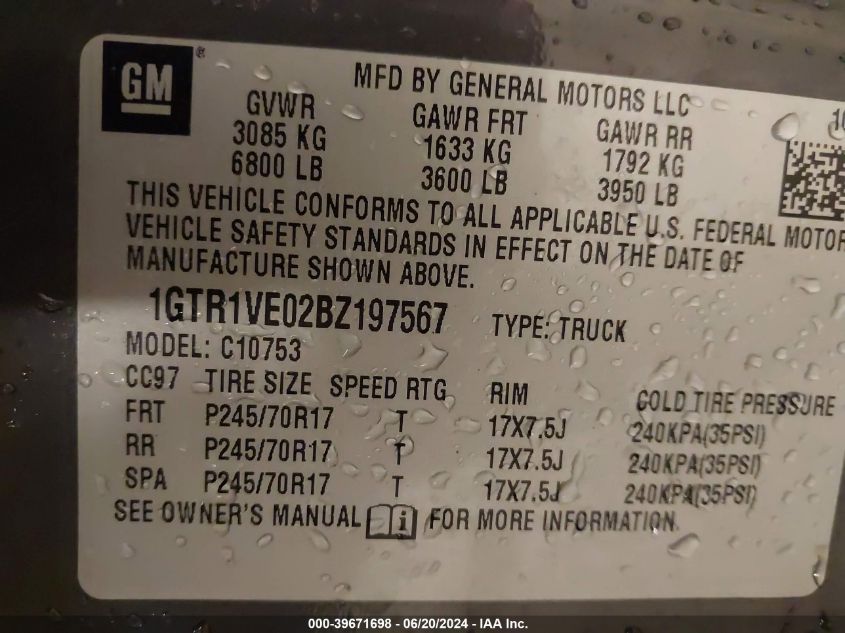 GM ®
MFD BY GENERAL MOTORS LLC
GVWR GAWR FRT GAWR RR
3085 KG 1633 KG 1792 KG
6800 LB 3600 LB 3950 LB
THIS VEHICLE CONFORMS TO ALL APPLICABLE U.S. FEDERAL MOTOR
VEHICLE SAFETY STANDARDS IN EFFECT ON THE DATE OF
MANUFACTURE SHOWN ABOVE.
1GTR1VE02BZ197567 TYPE: TRUCK
MODEL: C10753
CC97 TIRE SIZE SPEED RTG RIM COLD TIRE PRESSURE
FRT P245/70R17 T 17X7.5J 240KPA(35PSI)
RR P245/70R17 T 17X7.5J 240KPA(35PSI)
SPA P245/70R17 T 17X7.5J 240KPA(35PSI)
SEE OWNER'S MANUAL i FOR MORE INFORMATION
000-39671698 - 06/20/2024 - IAA Inc.